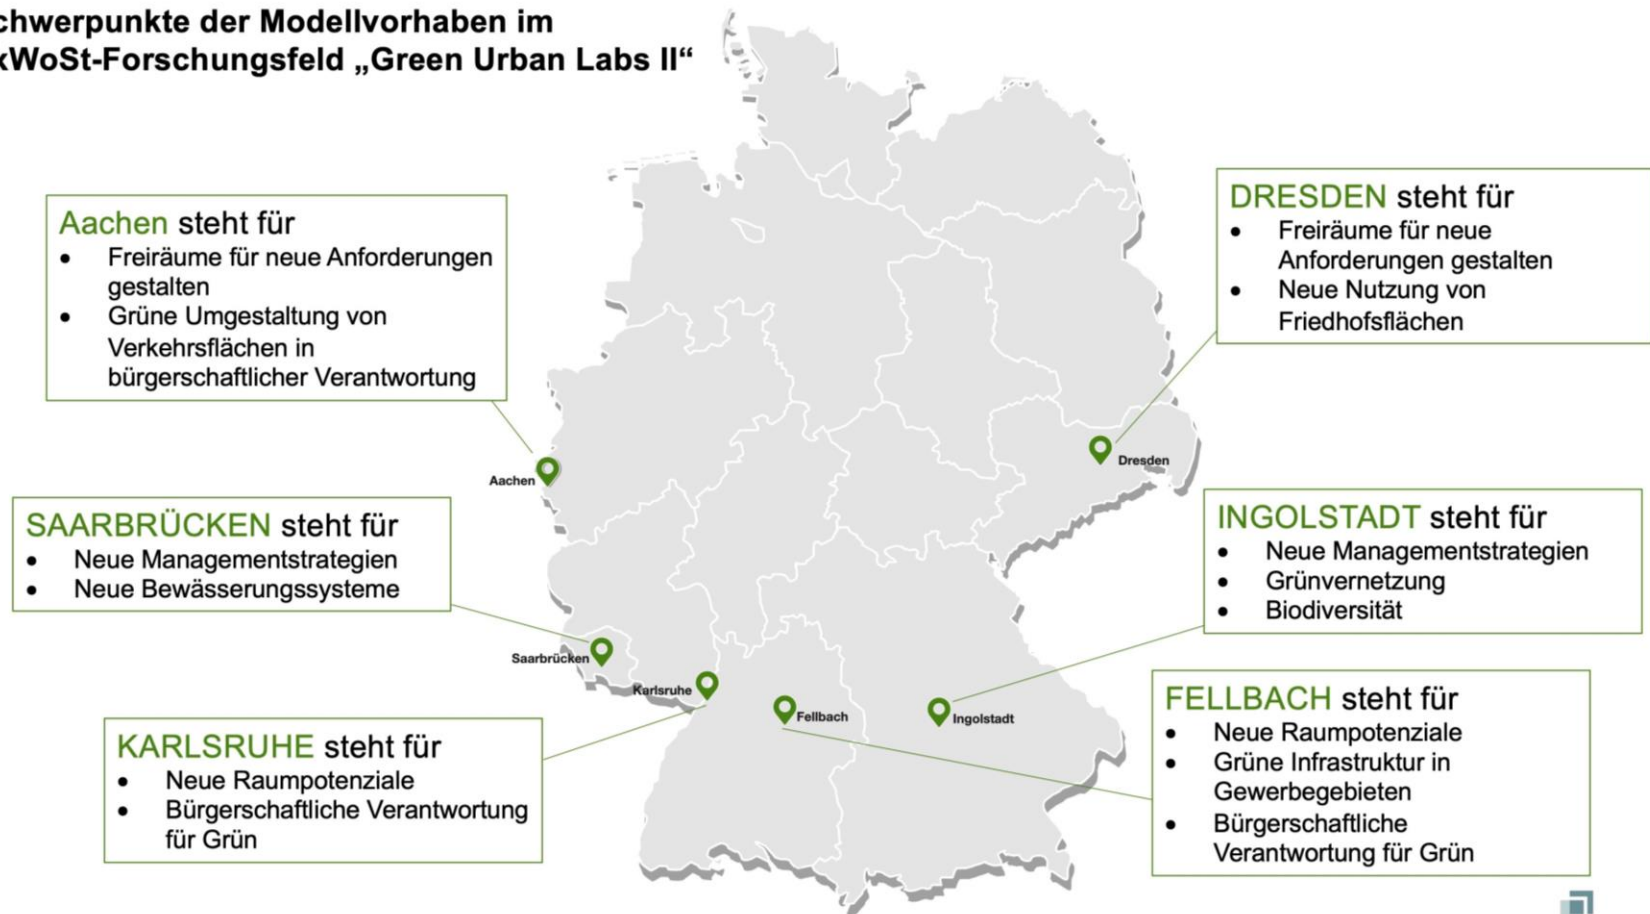 chwerpunkte der Modellvorhaben im
xWoSt-Forschungsfeld „Green Urban Labs II“
Aachen steht für
• Freiräume für neue Anforderungen
gestalten
• Grüne Umgestaltung von
Verkehrsflächen in
bürgerschaftlicher Verantwortung
DRESDEN steht für
• Freiräume für neue
Anforderungen gestalten
• Neue Nutzung von
Friedhofsflächen
Aachen
Dresden
SAARBRÜCKEN steht für
• Neue Managementstrategien
• Neue Bewässerungssysteme
INGOLSTADT steht für
• Neue Managementstrategien
• Grünvernetzung
• Biodiversität
Saarbrücken
Karlsruhe
Fellbach
Ingolstadt
KARLSRUHE steht für
• Neue Raumpotenziale
• Bürgerschaftliche Verantwortung
für Grün
FELLBACH steht für
• Neue Raumpotenziale
• Grüne Infrastruktur in
Gewerbegebieten
• Bürgerschaftliche
Verantwortung für Grün